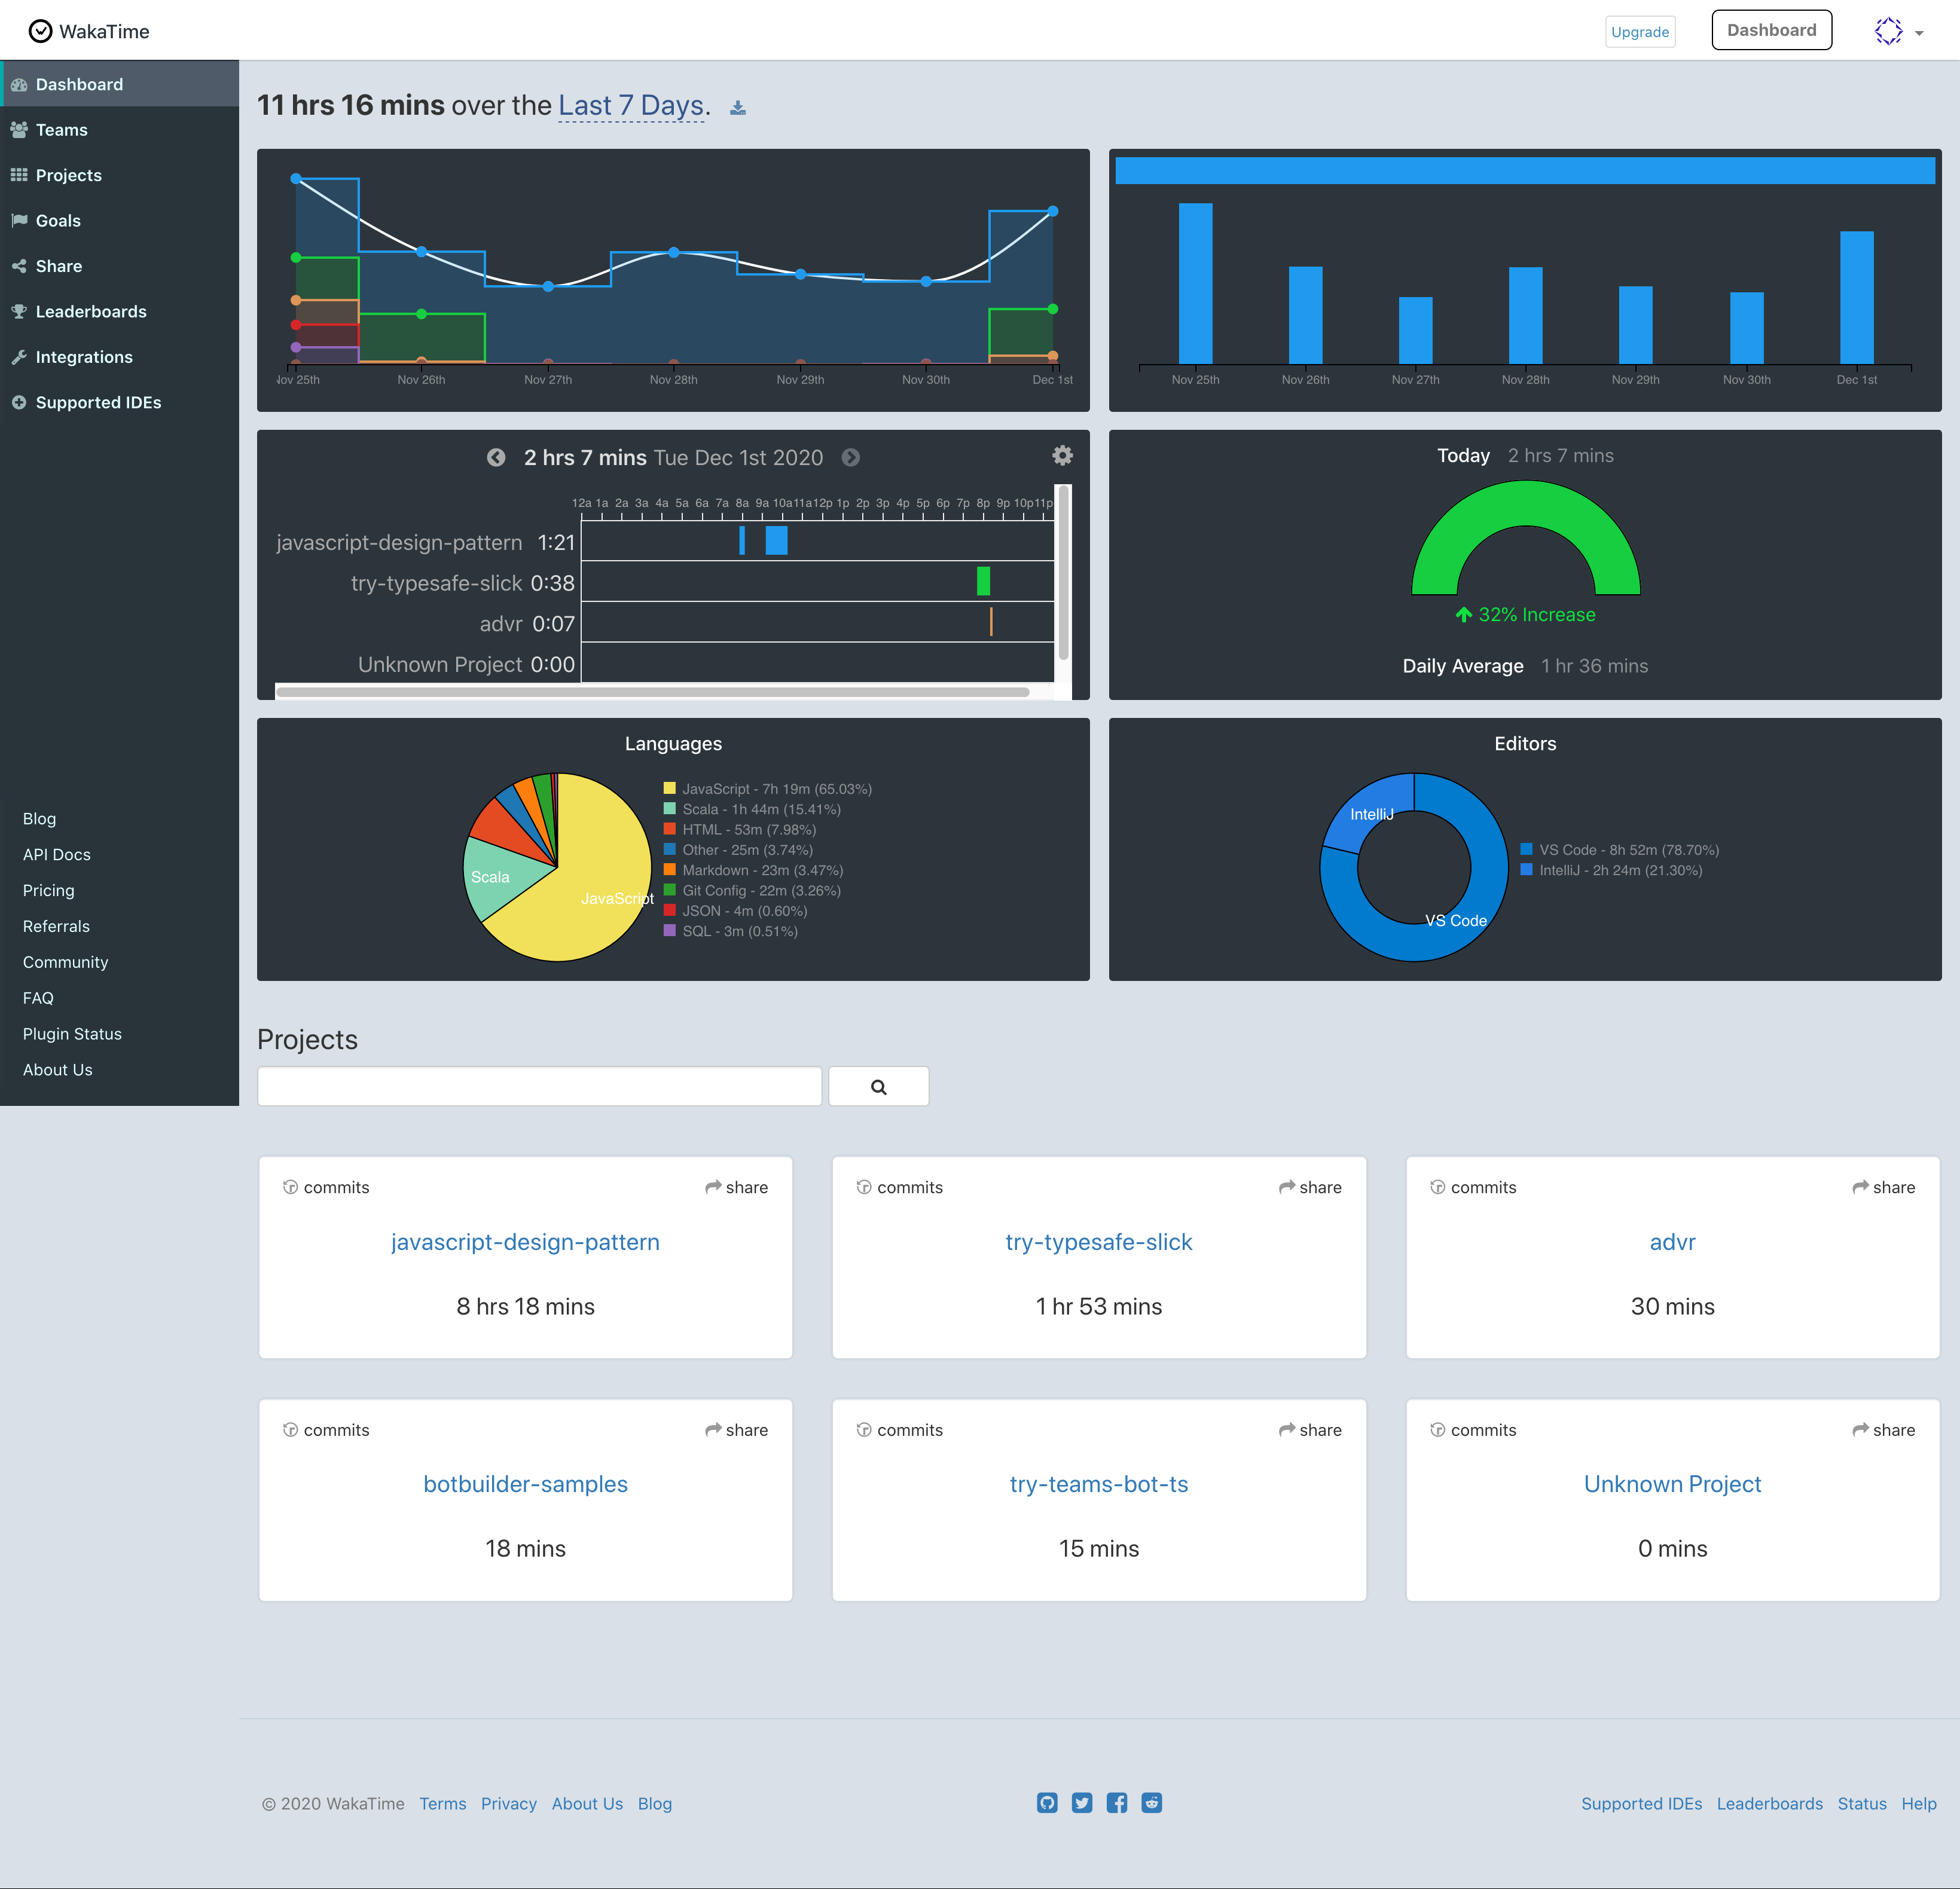 WakaTime
Upgrade
Dashboard
Dashboard
Teams
Projects
Goals
Share
Leaderboards
Integrations
Supported IDEs
Blog
API Docs
Pricing
Referrals
Community
FAQ
Plugin Status
About Us
11 hrs 16 mins over the Last 7 Days.
Nov 25th Nov 26th Nov 27th Nov 28th Nov 29th Nov 30th Dec 1st
Nov 25th Nov 26th Nov 27th Nov 28th Nov 29th Nov 30th Dec 1st
2 hrs 7 mins Tue Dec 1st 2020
12a 1a 2a 3a 4a 5a 6a 7a 8a 9a 10a 11a 12p 1p 2p 3p 4p 5p 6p 7p 8p 9p 10p 11p
javascript-design-pattern 1:21
try-typesafe-slick 0:38
advr 0:07
Unknown Project 0:00
Today 2 hrs 7 mins
32% Increase
Daily Average 1 hr 36 mins
Languages
Scala
JavaScript
JavaScript - 7h 19m (65.03%)
Scala - 1h 44m (15.41%)
HTML - 53m (7.98%)
Other - 25m (3.74%)
Markdown - 23m (3.47%)
Git Config - 22m (3.26%)
JSON - 4m (0.60%)
SQL - 3m (0.51%)
Editors
IntelliJ
VS Code
VS Code - 8h 52m (78.70%)
IntelliJ - 2h 24m (21.30%)
Projects
commits share
javascript-design-pattern
8 hrs 18 mins
commits share
try-typesafe-slick
1 hr 53 mins
commits share
advr
30 mins
commits share
botbuilder-samples
18 mins
commits share
try-teams-bot-ts
15 mins
commits share
Unknown Project
0 mins
© 2020 WakaTime Terms Privacy About Us Blog
Supported IDEs Leaderboards Status Help